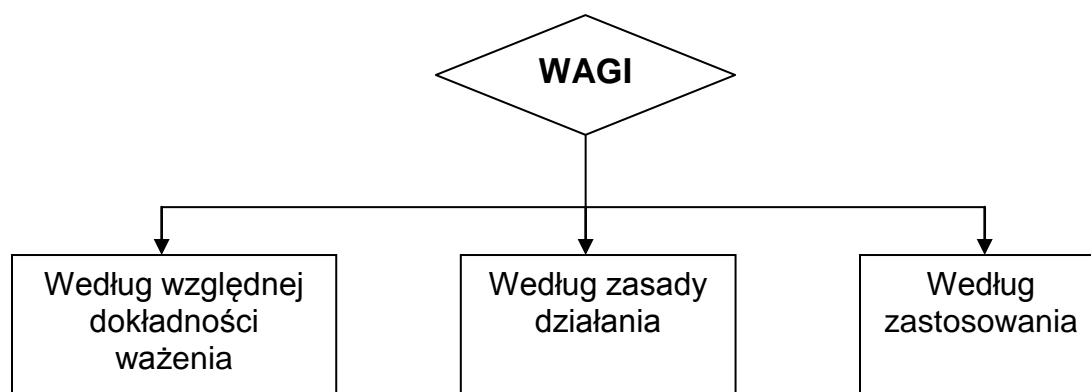 WAGI
Według względnej
dokładności
ważenia
Według zasady
działania
Według
zastosowania